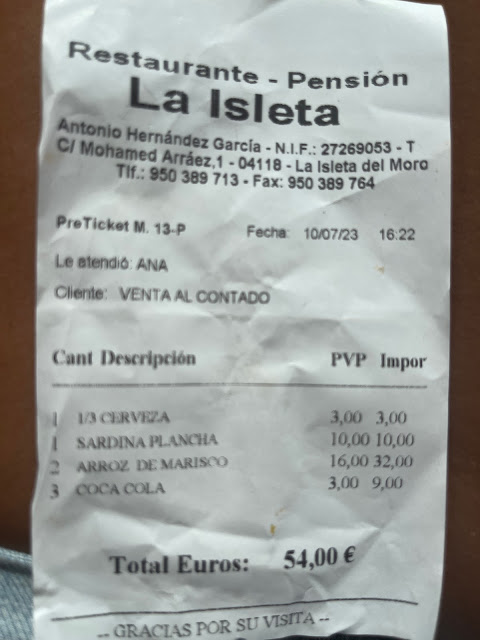 Restaurante - Pensión
La Isleta
Antonio Hernández García - N.I.F.: 27269053 - T
C/ Mohamed Arráez,1 - 04118 - La Isleta del Moro
Tlf.: 950 389 713 - Fax: 950 389 764
PreTicket M. 13-P Fecha: 10/07/23 16:22
Le atendió: ANA
Cliente: VENTA AL CONTADO
Cant Descripción PVP Impor
1 1/3 CERVEZA 3,00 3,00
1 SARDINA PLANCHA 10,00 10,00
2 ARROZ DE MARISCO 16,00 32,00
3 COCA COLA 3,00 9,00
Total Euros: 54,00 €
-- GRACIAS POR SU VISITA --